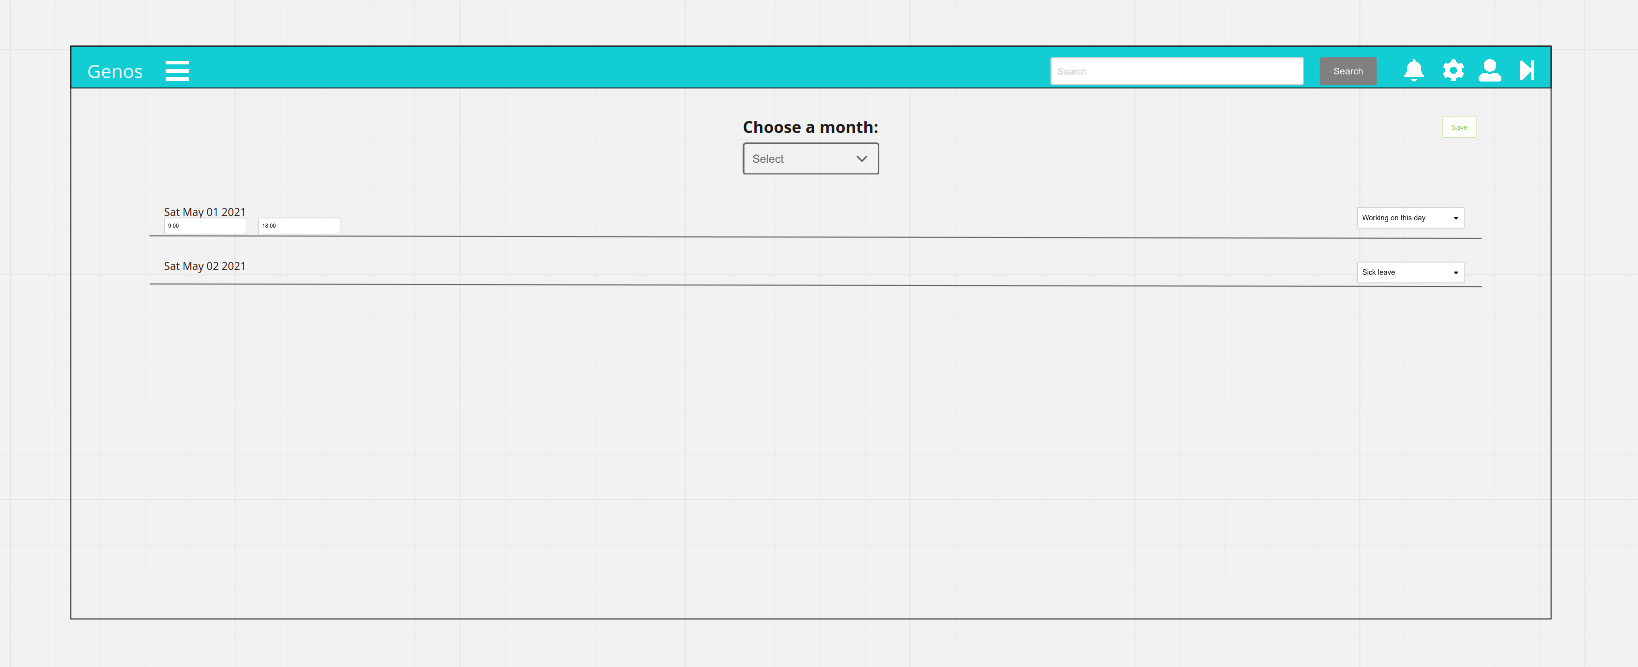 Genos
Search
Search
Choose a month:
Save
Select
Sat May 01 2021
9:00
18:00
Working on this day
Sat May 02 2021
Sick leave